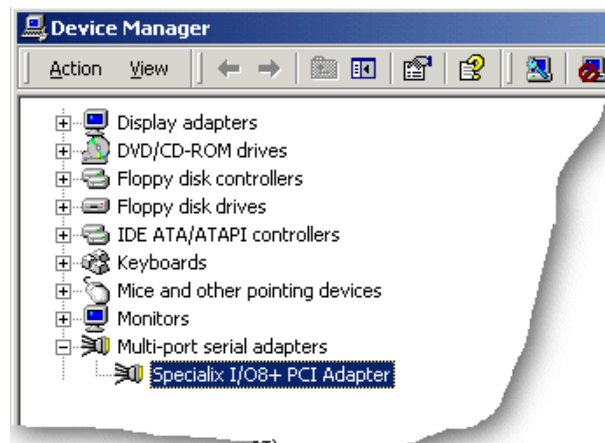 Device Manager
Action View
Display adapters
DVD/CD-ROM drives
Floppy disk controllers
Floppy disk drives
IDE ATA/ATAPI controllers
Keyboards
Mice and other pointing devices
Monitors
Multi-port serial adapters
Specialix I/O8+ PCI Adapter